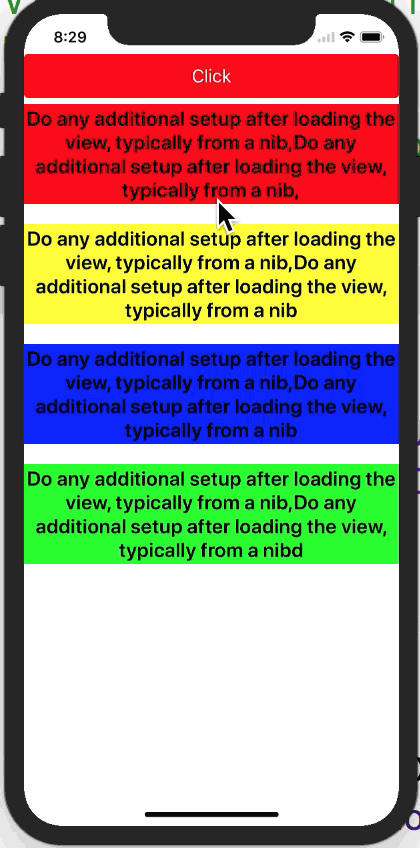 8:29
Click
Do any additional setup after loading the
view, typically from a nib,Do any
additional setup after loading the view,
typically from a nib,
Do any additional setup after loading the
view, typically from a nib,Do any
additional setup after loading the view,
typically from a nib
Do any additional setup after loading the
view, typically from a nib,Do any
additional setup after loading the view,
typically from a nib
Do any additional setup after loading the
view, typically from a nib,Do any
additional setup after loading the view,
typically from a nibd